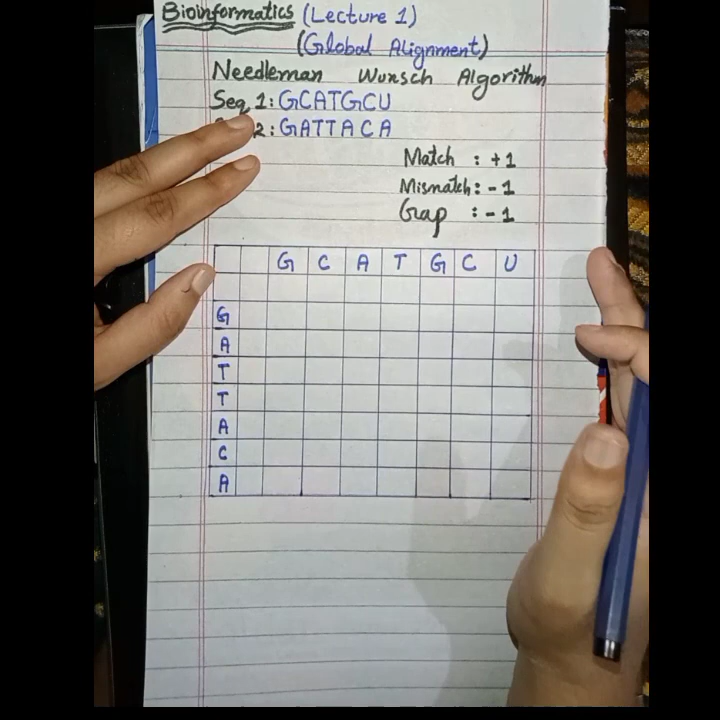 Bioinformatics (Lecture 1)
(Global Alignment)
Needleman Wunsch Algorithm
Seq 1: GCATGCU
2: GATTACA
Match : +1
Mismatch: -1
Gap : -1
G C A T G C U
G
A
T
T
A
C
A